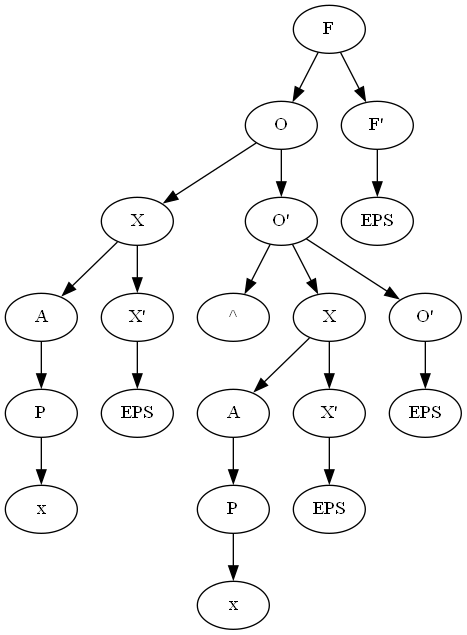 F
O F'
X O' EPS
A X' ^ X O'
P EPS A X' EPS
x P EPS
x